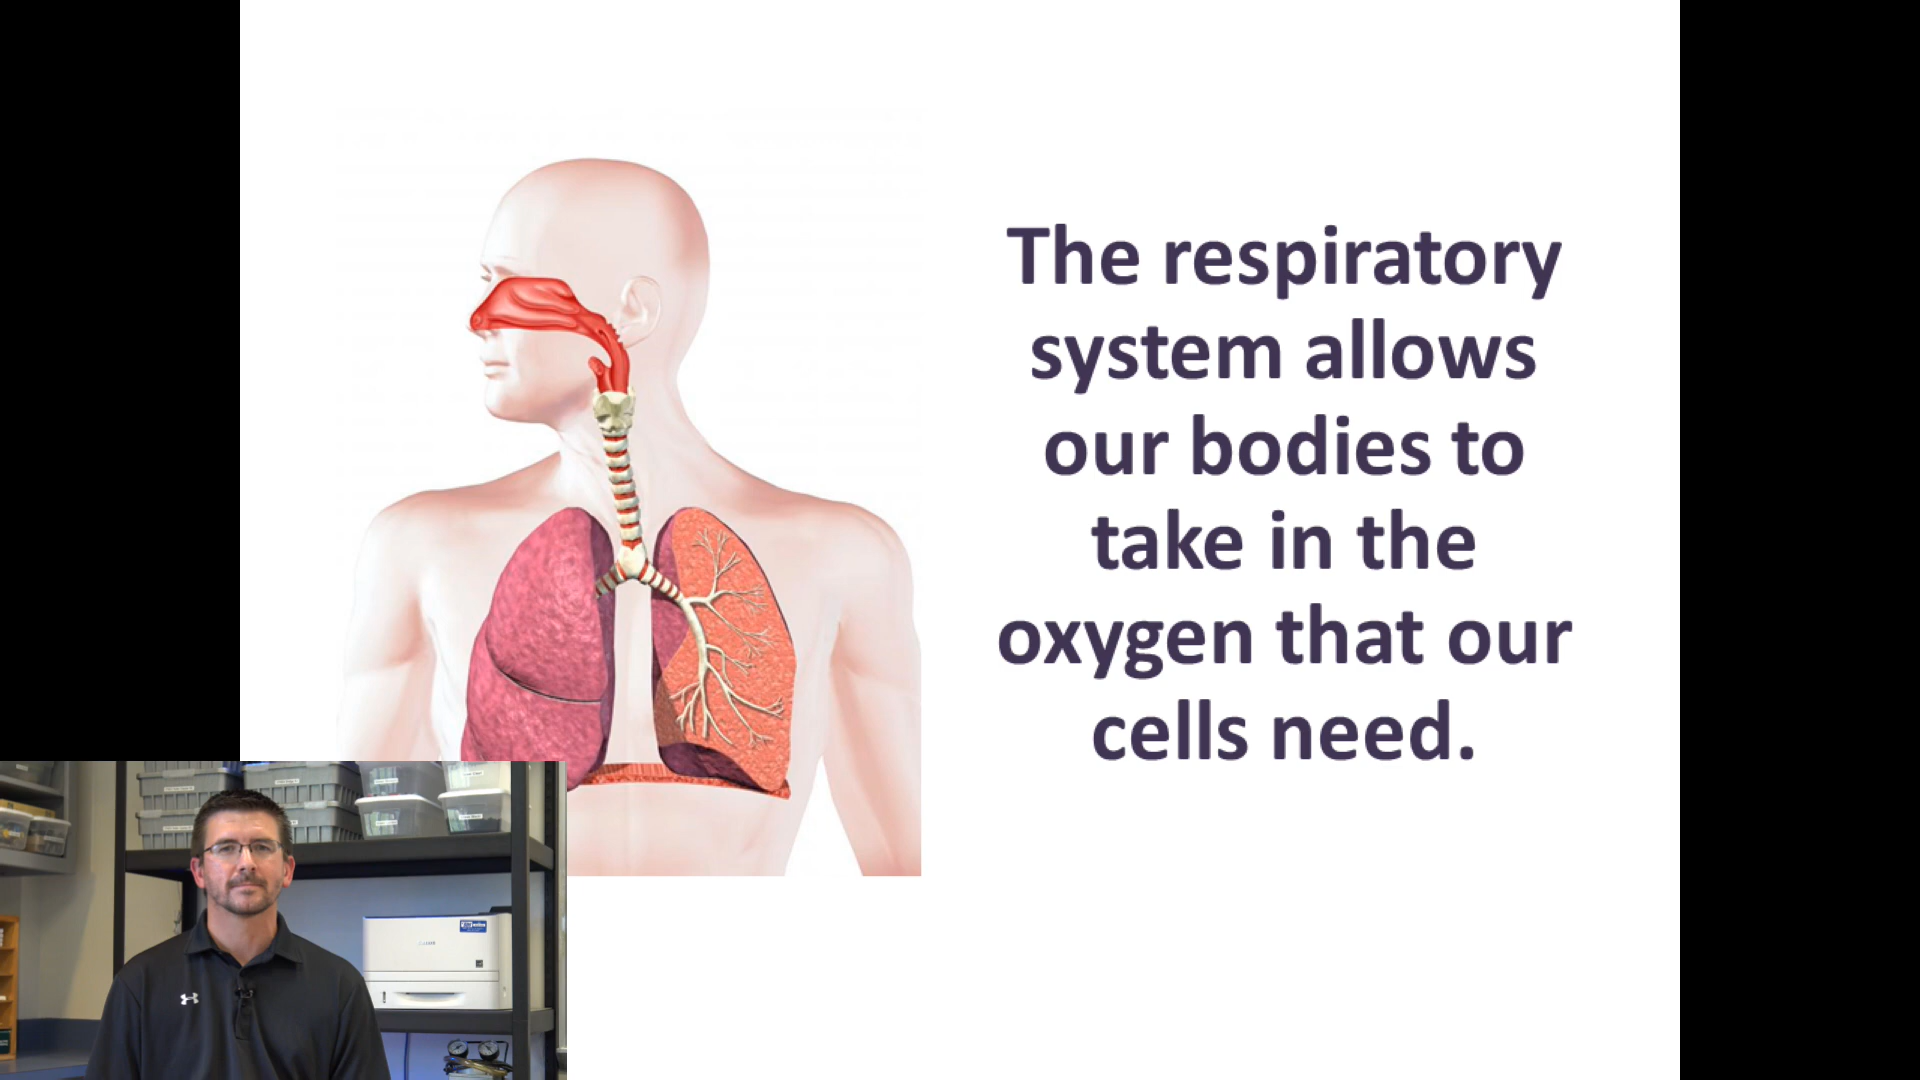 The respiratory
system allows
our bodies to
take in the
oxygen that our
cells need.